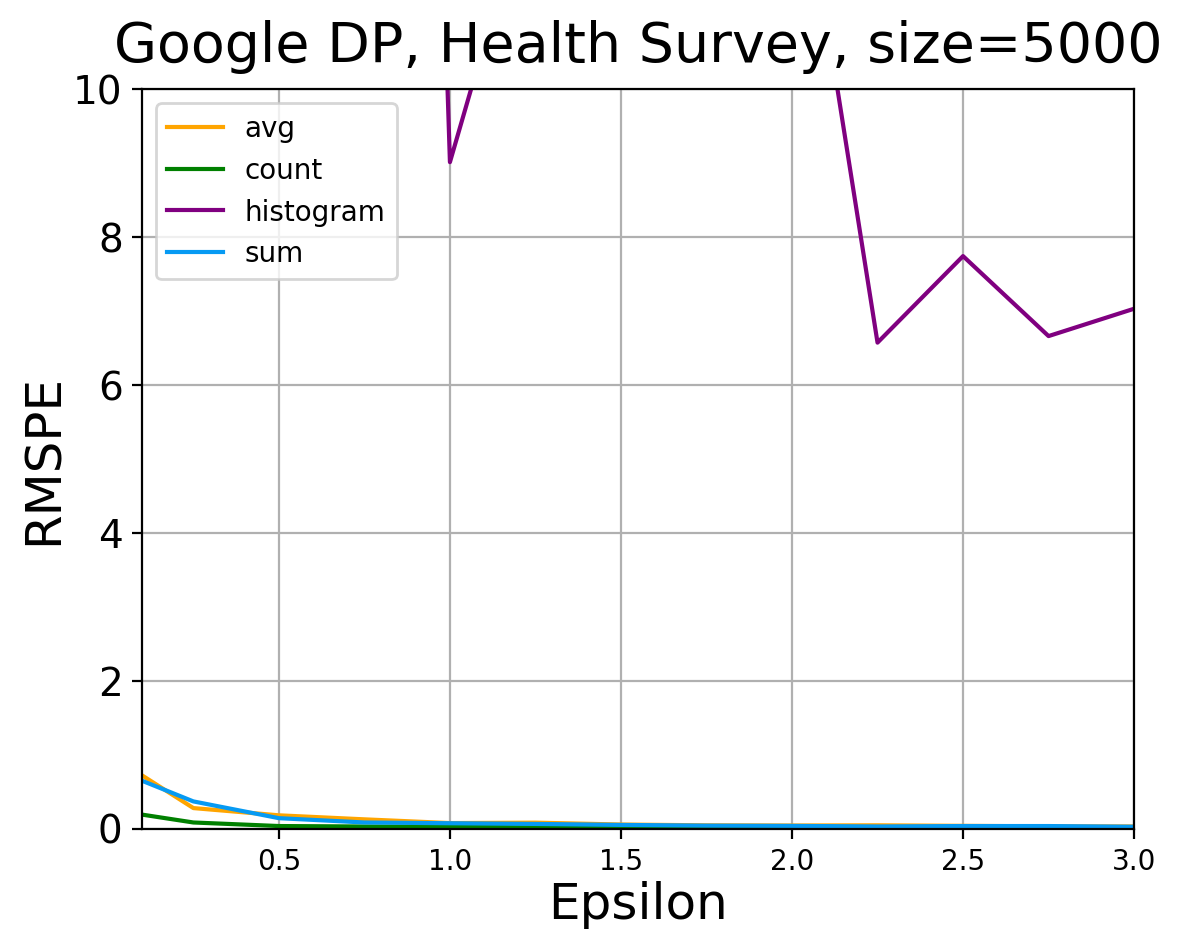 Google DP, Health Survey, size=5000
10
8
6
4
2
0
RMSPE
avg
count
histogram
sum
0.5 1.0 1.5 2.0 2.5 3.0
Epsilon